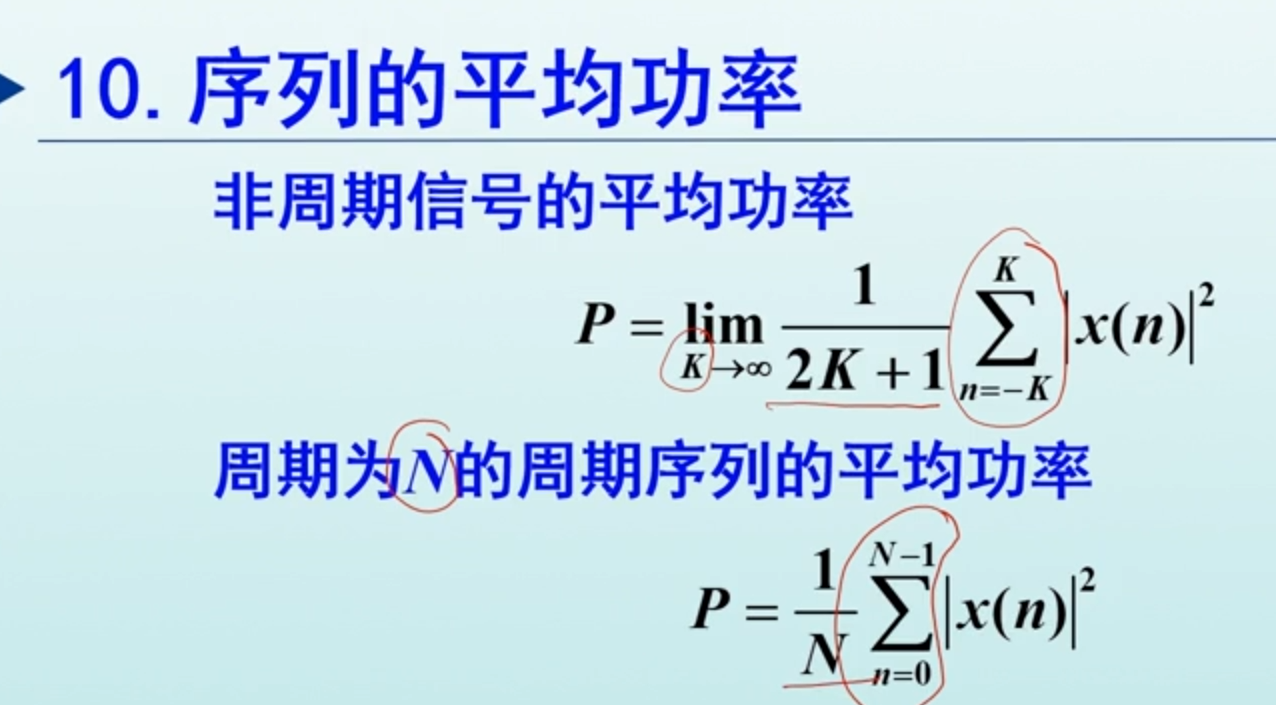 10. 序列的平均功率
非周期信号的平均功率
P = lim_{K→∞} \frac{1}{2K+1} \sum_{n=-K}^{K} |x(n)|^2
周期为N的周期序列的平均功率
P = \frac{1}{N} \sum_{n=0}^{N-1} |x(n)|^2